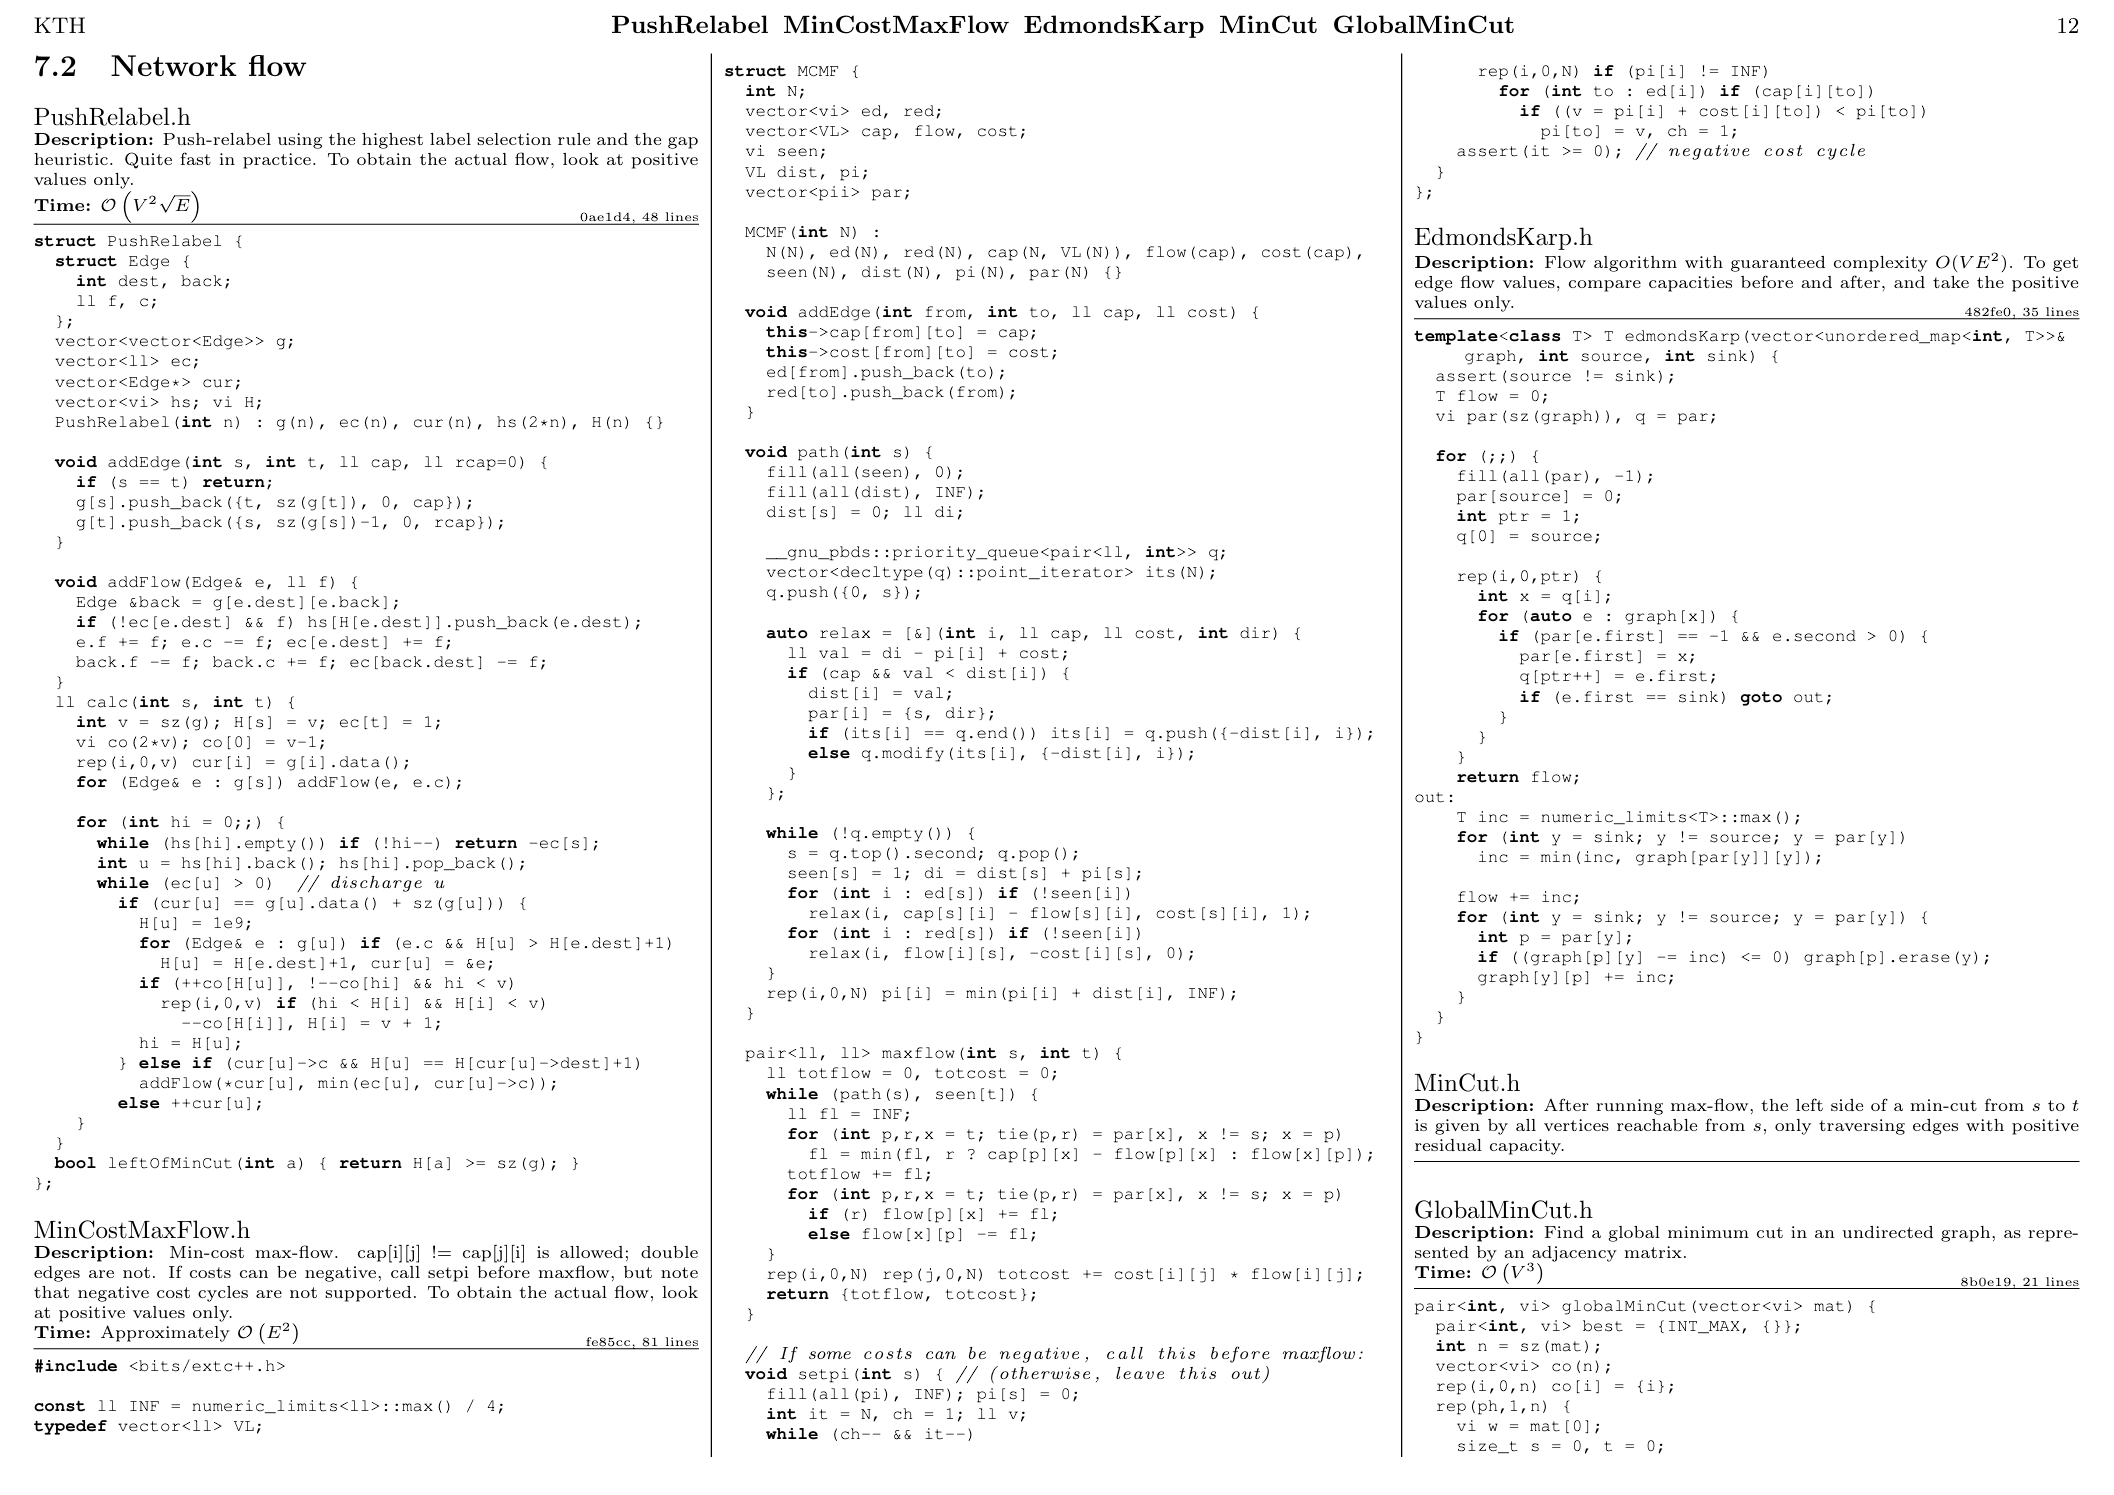 KTH
PushRelabel MinCostMaxFlow EdmondsKarp MinCut GlobalMinCut
12
7.2 Network flow
PushRelabel.h
Description: Push-relabel using the highest label selection rule and the gap
heuristic. Quite fast in practice. To obtain the actual flow, look at positive
values only.
Time: O (V²√E)
0ae1d4, 48 lines
struct PushRelabel {
  struct Edge {
    int dest, back;
    ll f, c;
  };
  vector<vector<Edge>> g;
  vector<ll> ec;
  vector<Edge*> cur;
  vector<vi> hs; vi H;
  PushRelabel(int n) : g(n), ec(n), cur(n), hs(2*n), H(n) {}

  void addEdge(int s, int t, ll cap, ll rcap=0) {
    if (s == t) return;
    g[s].push_back({t, sz(g[t]), 0, cap});
    g[t].push_back({s, sz(g[s])-1, 0, rcap});
  }

  void addFlow(Edge& e, ll f) {
    Edge &back = g[e.dest][e.back];
    if (!ec[e.dest] && f) hs[H[e.dest]].push_back(e.dest);
    e.f += f; e.c -= f; ec[e.dest] += f;
    back.f -= f; back.c += f; ec[back.dest] -= f;
  }
  ll calc(int s, int t) {
    int v = sz(g); H[s] = v; ec[t] = 1;
    vi co(2*v); co[0] = v-1;
    rep(i,0,v) cur[i] = g[i].data();
    for (Edge& e : g[s]) addFlow(e, e.c);

    for (int hi = 0;;) {
      while (hs[hi].empty()) if (!hi--) return -ec[s];
      int u = hs[hi].back(); hs[hi].pop_back();
      while (ec[u] > 0)  // discharge u
        if (cur[u] == g[u].data() + sz(g[u])) {
          H[u] = 1e9;
          for (Edge& e : g[u]) if (e.c && H[u] > H[e.dest]+1)
            H[u] = H[e.dest]+1, cur[u] = &e;
          if (++co[H[u]], !--co[hi] && hi < v)
            rep(i,0,v) if (hi < H[i] && H[i] < v)
              --co[H[i]], H[i] = v + 1;
          hi = H[u];
        } else if (cur[u]->c && H[u] == H[cur[u]->dest]+1)
          addFlow(*cur[u], min(ec[u], cur[u]->c));
        else ++cur[u];
    }
  }
  bool leftOfMinCut(int a) { return H[a] >= sz(g); }
};
MinCostMaxFlow.h
Description: Min-cost max-flow. cap[i][j] != cap[j][i] is allowed; double
edges are not. If costs can be negative, call setpi before maxflow, but note
that negative cost cycles are not supported. To obtain the actual flow, look
at positive values only.
Time: Approximately O (E²)
fe85cc, 81 lines
#include <bits/extc++.h>

const ll INF = numeric_limits<ll>::max() / 4;
typedef vector<ll> VL;
struct MCMF {
  int N;
  vector<vi> ed, red;
  vector<VL> cap, flow, cost;
  vi seen;
  VL dist, pi;
  vector<pii> par;

  MCMF(int N) :
    N(N), ed(N), red(N), cap(N, VL(N)), flow(cap), cost(cap),
    seen(N), dist(N), pi(N), par(N) {}

  void addEdge(int from, int to, ll cap, ll cost) {
    this->cap[from][to] = cap;
    this->cost[from][to] = cost;
    ed[from].push_back(to);
    red[to].push_back(from);
  }

  void path(int s) {
    fill(all(seen), 0);
    fill(all(dist), INF);
    dist[s] = 0; ll di;

    __gnu_pbds::priority_queue<pair<ll, int>> q;
    vector<decltype(q)::point_iterator> its(N);
    q.push({0, s});

    auto relax = [&](int i, ll cap, ll cost, int dir) {
      ll val = di - pi[i] + cost;
      if (cap && val < dist[i]) {
        dist[i] = val;
        par[i] = {s, dir};
        if (its[i] == q.end()) its[i] = q.push({-dist[i], i});
        else q.modify(its[i], {-dist[i], i});
      }
    };

    while (!q.empty()) {
      s = q.top().second; q.pop();
      seen[s] = 1; di = dist[s] + pi[s];
      for (int i : ed[s]) if (!seen[i])
        relax(i, cap[s][i] - flow[s][i], cost[s][i], 1);
      for (int i : red[s]) if (!seen[i])
        relax(i, flow[i][s], -cost[i][s], 0);
    }
    rep(i,0,N) pi[i] = min(pi[i] + dist[i], INF);
  }

  pair<ll, ll> maxflow(int s, int t) {
    ll totflow = 0, totcost = 0;
    while (path(s), seen[t]) {
      ll fl = INF;
      for (int p,r,x = t; tie(p,r) = par[x], x != s; x = p)
        fl = min(fl, r ? cap[p][x] - flow[p][x] : flow[x][p]);
      totflow += fl;
      for (int p,r,x = t; tie(p,r) = par[x], x != s; x = p)
        if (r) flow[p][x] += fl;
        else flow[x][p] -= fl;
    }
    rep(i,0,N) rep(j,0,N) totcost += cost[i][j] * flow[i][j];
    return {totflow, totcost};
  }

  // If some costs can be negative, call this before maxflow:
  void setpi(int s) { // (otherwise, leave this out)
    fill(all(pi), INF); pi[s] = 0;
    int it = N, ch = 1; ll v;
    while (ch-- && it--)
      rep(i,0,N) if (pi[i] != INF)
        for (int to : ed[i]) if (cap[i][to])
          if ((v = pi[i] + cost[i][to]) < pi[to])
            pi[to] = v, ch = 1;
    assert(it >= 0); // negative cost cycle
  }
};
EdmondsKarp.h
Description: Flow algorithm with guaranteed complexity O(VE²). To get
edge flow values, compare capacities before and after, and take the positive
values only.
482fe0, 35 lines
template<class T> T edmondsKarp(vector<unordered_map<int, T>>&
     graph, int source, int sink) {
  assert(source != sink);
  T flow = 0;
  vi par(sz(graph)), q = par;

  for (;;) {
    fill(all(par), -1);
    par[source] = 0;
    int ptr = 1;
    q[0] = source;

    rep(i,0,ptr) {
      int x = q[i];
      for (auto e : graph[x]) {
        if (par[e.first] == -1 && e.second > 0) {
          par[e.first] = x;
          q[ptr++] = e.first;
          if (e.first == sink) goto out;
        }
      }
    }
    return flow;
out:
    T inc = numeric_limits<T>::max();
    for (int y = sink; y != source; y = par[y])
      inc = min(inc, graph[par[y]][y]);

    flow += inc;
    for (int y = sink; y != source; y = par[y]) {
      int p = par[y];
      if ((graph[p][y] -= inc) <= 0) graph[p].erase(y);
      graph[y][p] += inc;
    }
  }
}
MinCut.h
Description: After running max-flow, the left side of a min-cut from s to t
is given by all vertices reachable from s, only traversing edges with positive
residual capacity.
GlobalMinCut.h
Description: Find a global minimum cut in an undirected graph, as repre-
sented by an adjacency matrix.
Time: O (V³)
8b0e19, 21 lines
pair<int, vi> globalMinCut(vector<vi> mat) {
  pair<int, vi> best = {INT_MAX, {}};
  int n = sz(mat);
  vector<vi> co(n);
  rep(i,0,n) co[i] = {i};
  rep(ph,1,n) {
    vi w = mat[0];
    size_t s = 0, t = 0;